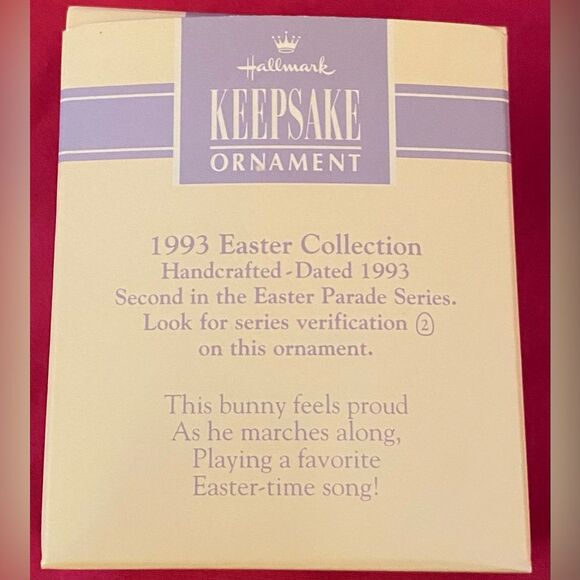 Hallmark
KEEPSAKE
ORNAMENT
1993 Easter Collection
Handcrafted - Dated 1993
Second in the Easter Parade Series.
Look for series verification ②
on this ornament.
This bunny feels proud
As he marches along,
Playing a favorite
Easter-time song!